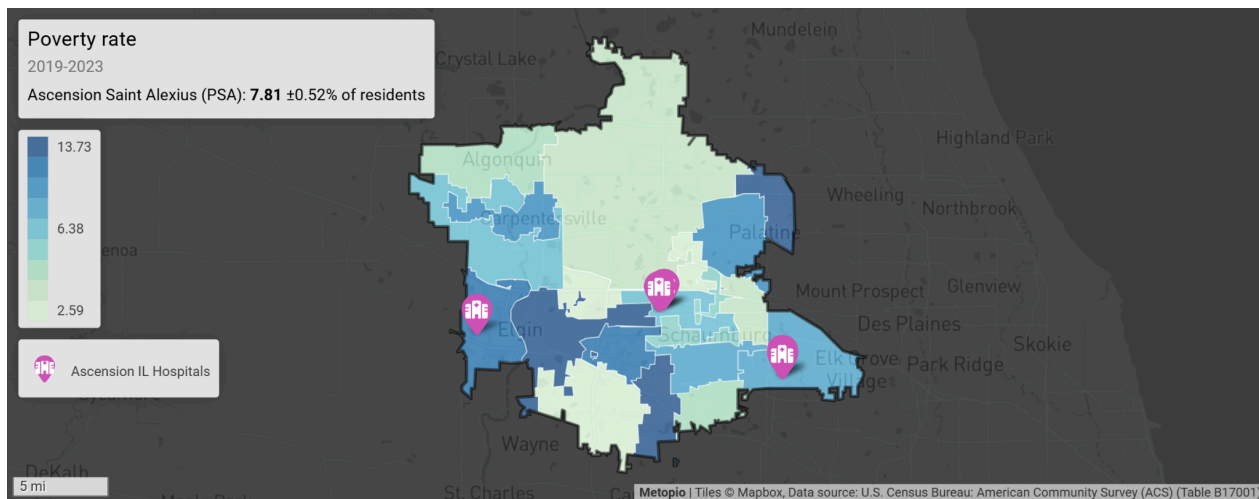 Poverty rate
2019-2023
Ascension Saint Alexius (PSA): 7.81 ±0.52% of residents
13.73
6.38
2.59
Ascension IL Hospitals
Mundelein
Crystal Lake
Highland Park
Algonquin
Wheeling
Northbrook
Carpentersville
Palatine
enoa
Mount Prospect
Glenview
Elgin
Schaumburg
Des Plaines
Skokie
Elk Grove
Village
Park Ridge
Sycamore
Wayne
DeKalb
St. Charles
5 mi
Metopio | Tiles © Mapbox, Data source: U.S. Census Bureau: American Community Survey (ACS) (Table B17001)